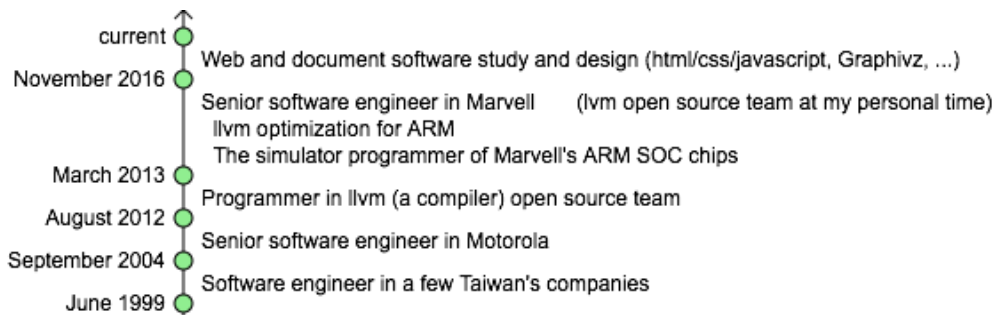 current
Web and document software study and design (html/css/javascript, Graphivz, ...)
November 2016
Senior software engineer in Marvell (lvm open source team at my personal time)
llvm optimization for ARM
The simulator programmer of Marvell's ARM SOC chips
March 2013
Programmer in llvm (a compiler) open source team
August 2012
Senior software engineer in Motorola
September 2004
Software engineer in a few Taiwan's companies
June 1999